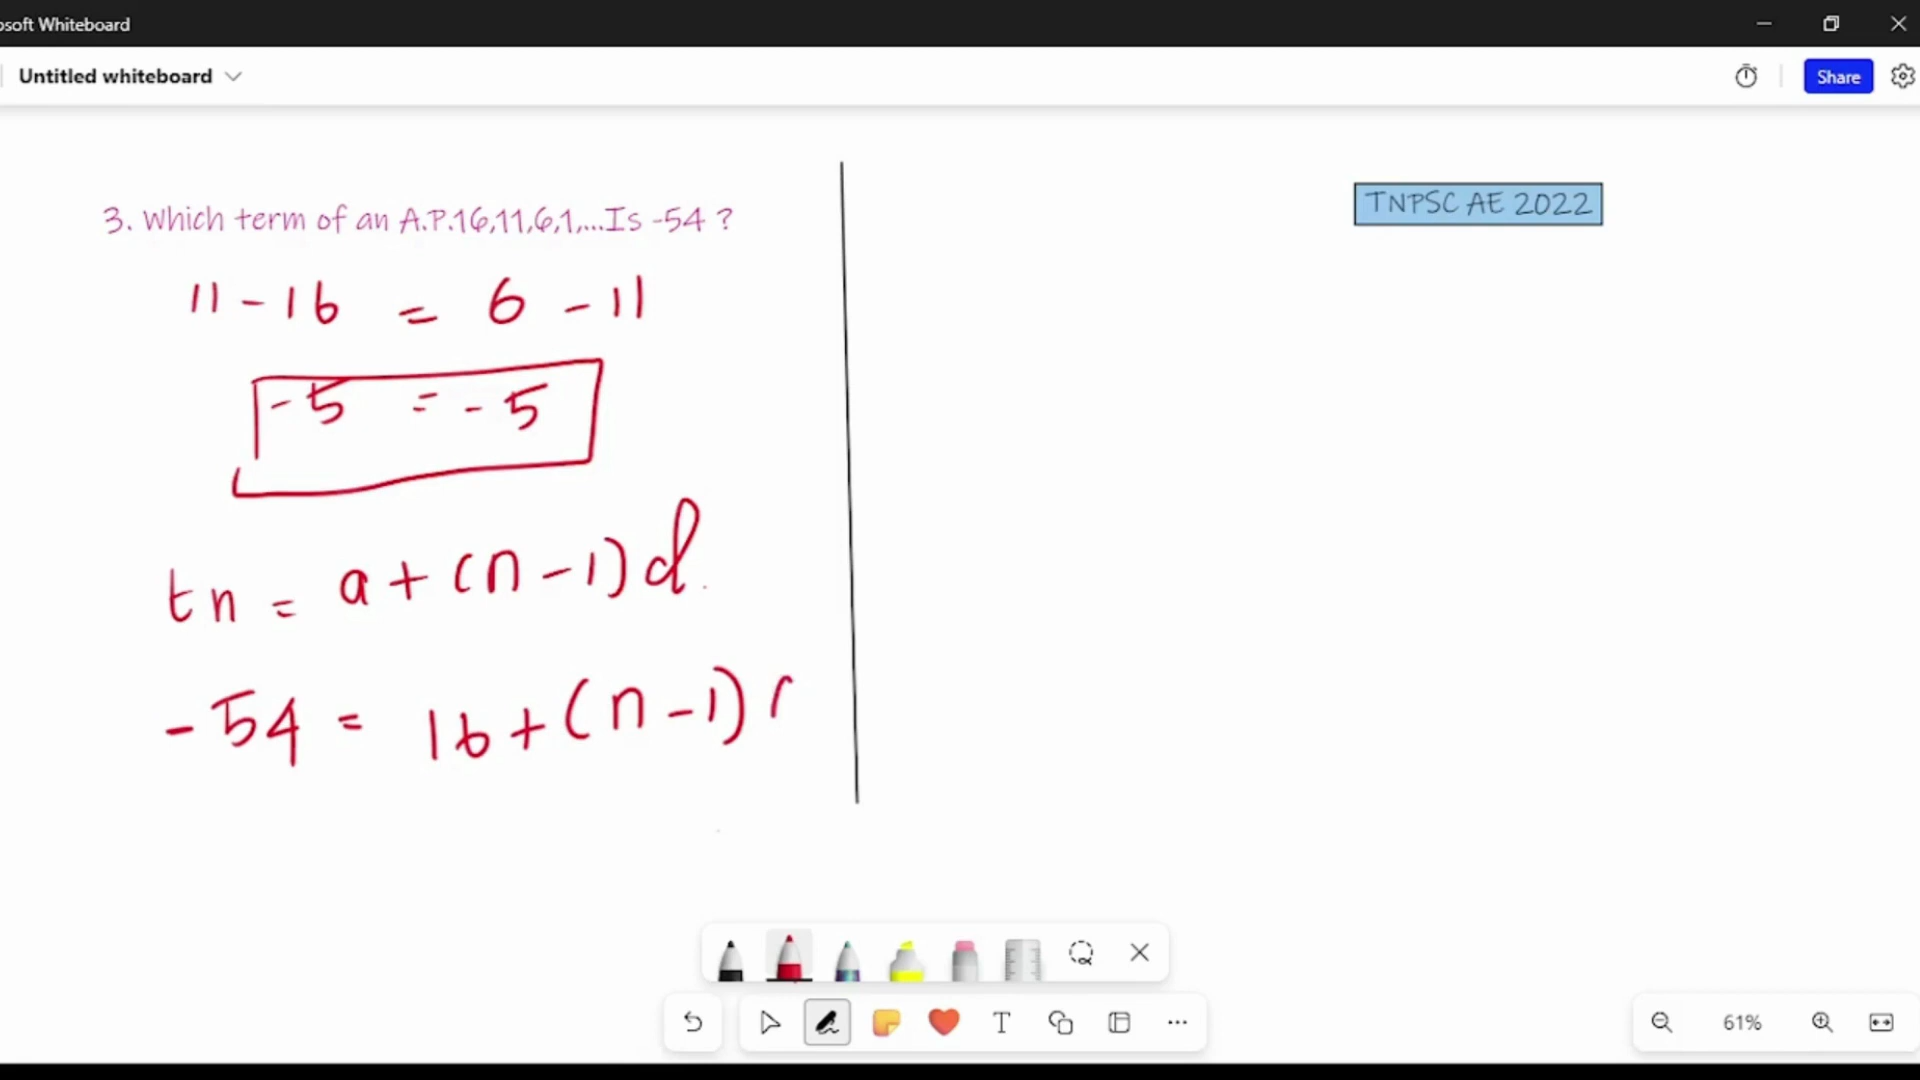 osoft Whiteboard
Untitled whiteboard
Share
3. Which term of an A.P.16,11,6,1,...Is -54 ?
TNPSC AE 2022
11 - 16 = 6 - 11
-5 = -5
tn = a + (n - 1) d
-54 = 16 + (n - 1) (
61%